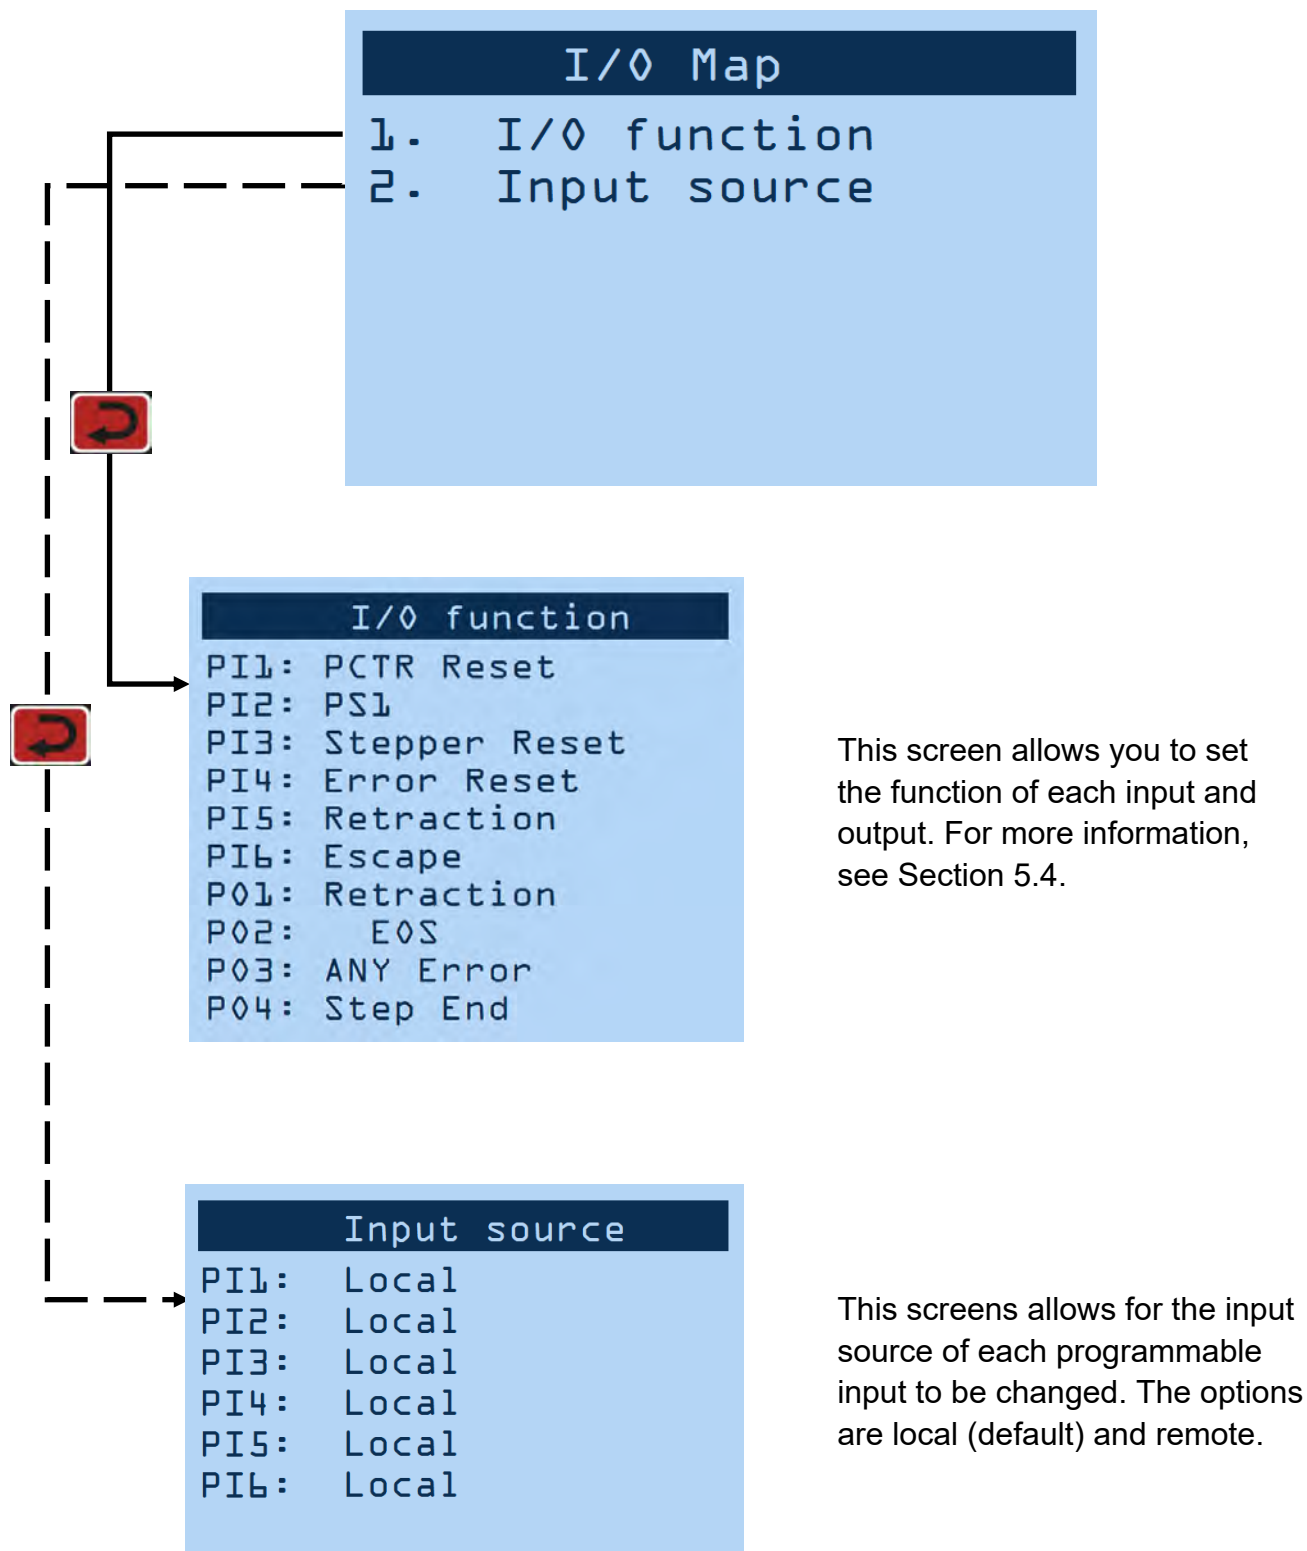 I/O Map
1. I/O function
2. Input source
I/O function
PI1: PCTR Reset
PI2: PS1
PI3: Stepper Reset
PI4: Error Reset
PI5: Retraction
PI6: Escape
PO1: Retraction
PO2: EOS
PO3: ANY Error
PO4: Step End
This screen allows you to set
the function of each input and
output. For more information,
see Section 5.4.
Input source
PI1: Local
PI2: Local
PI3: Local
PI4: Local
PI5: Local
PI6: Local
This screens allows for the input
source of each programmable
input to be changed. The options
are local (default) and remote.